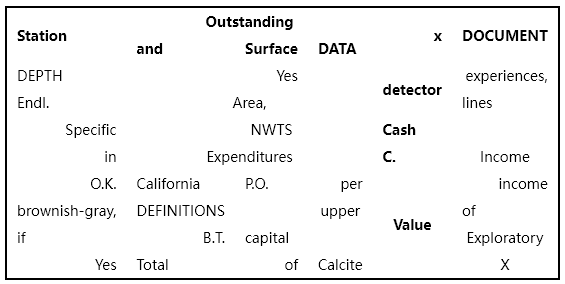 Outstanding
Station x DOCUMENT
and Surface DATA
DEPTH Yes experiences,
detector
Endl. Area, lines
Specific NWTS Cash
in Expenditures C. Income
O.K. California P.O. per income
brownish-gray, DEFINITIONS upper of
Value
if B.T. capital Exploratory
Yes Total of Calcite X